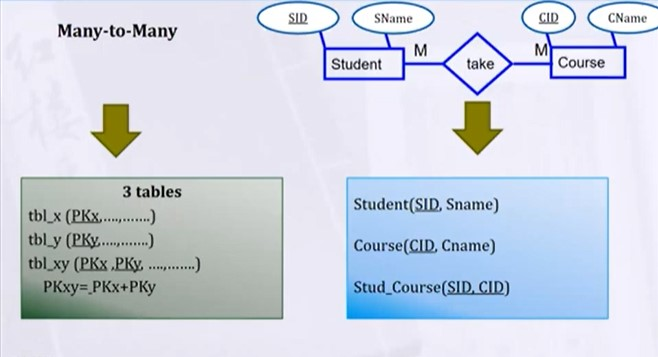 Many-to-Many
SID
SName
CID
CName
Student
M
take
M
Course
3 tables
tbl_x (PKx,....,.......)
tbl_y (PKy,....,.......)
tbl_xy (PKx ,PKy, ....,.......)
PKxy=_PKx+PKy
Student(SID, Sname)
Course(CID, Cname)
Stud_Course(SID, CID)